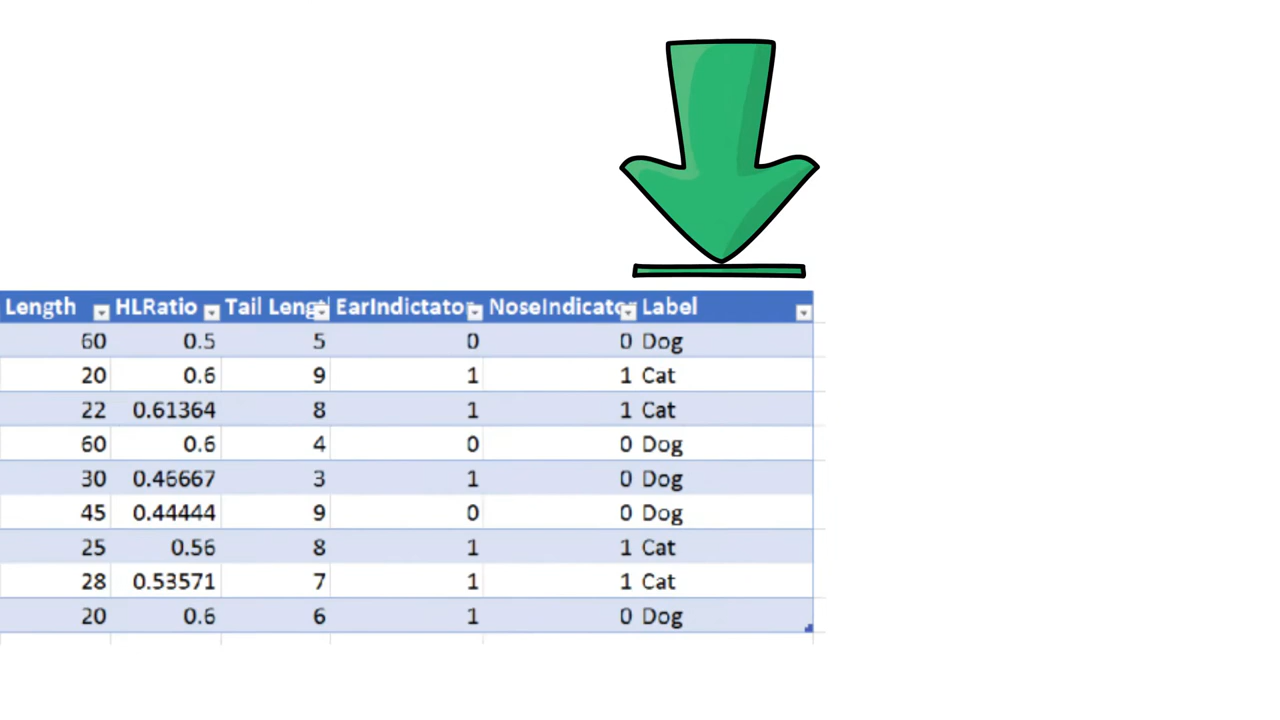 Length HLRatio Tail Lengt EarIndictator NoseIndicato Label
60 0.5 5 0 0 Dog
20 0.6 9 1 1 Cat
22 0.61364 8 1 1 Cat
60 0.6 4 0 0 Dog
30 0.46667 3 1 0 Dog
45 0.44444 9 0 0 Dog
25 0.56 8 1 1 Cat
28 0.53571 7 1 1 Cat
20 0.6 6 1 0 Dog